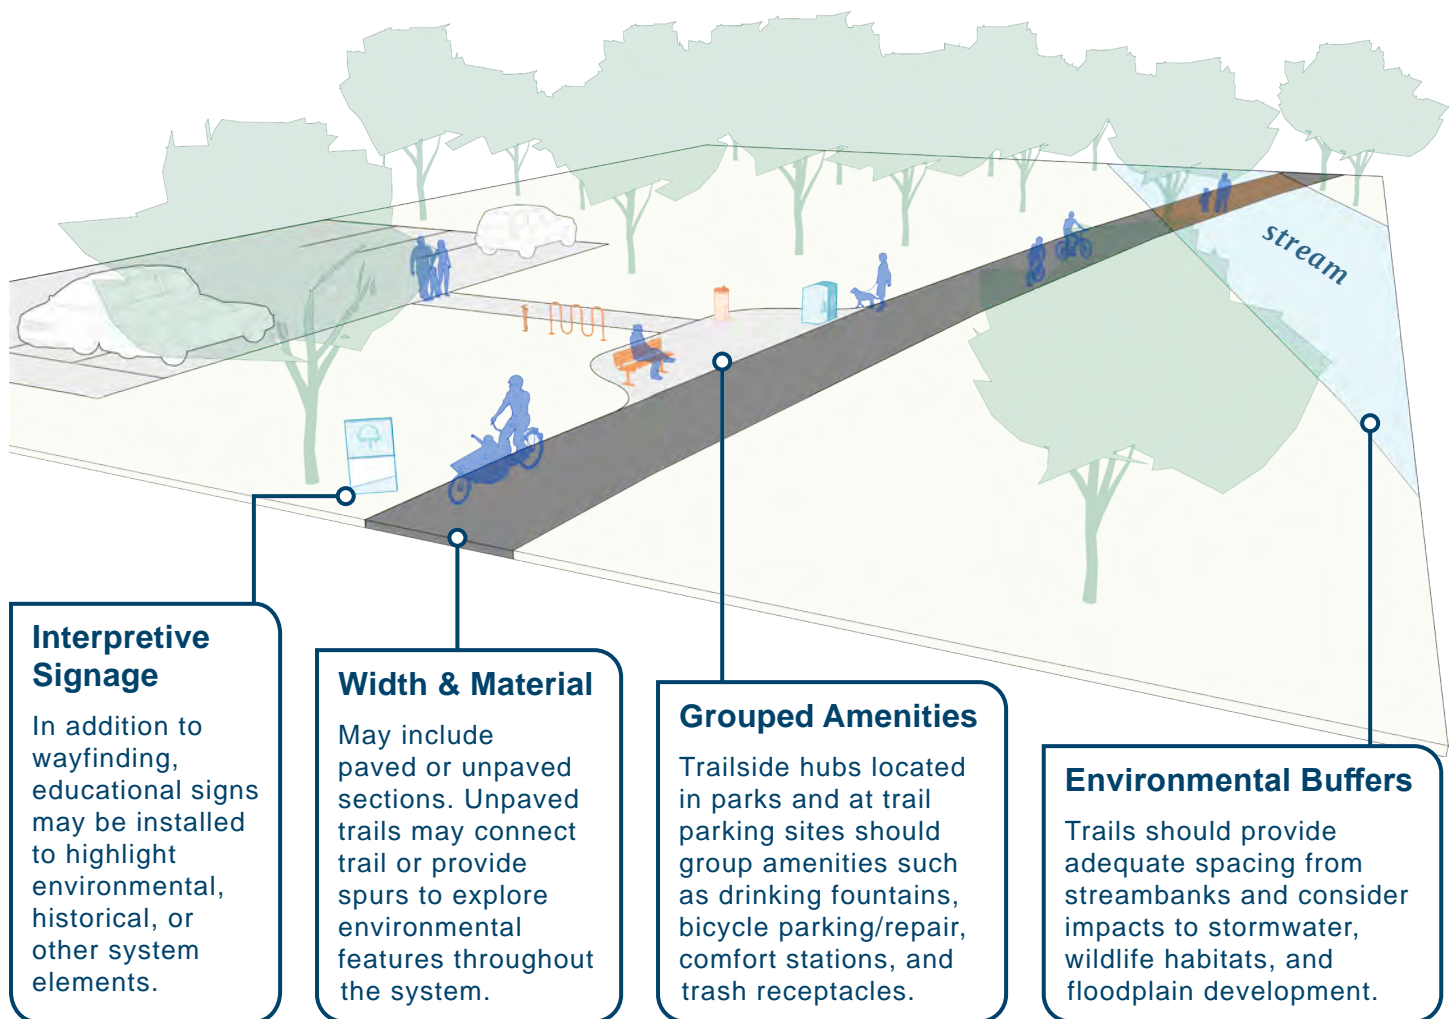 stream
Interpretive
Signage
In addition to
wayfinding,
educational signs
may be installed
to highlight
environmental,
historical, or
other system
elements.
Width & Material
May include
paved or unpaved
sections. Unpaved
trails may connect
trail or provide
spurs to explore
environmental
features throughout
the system.
Grouped Amenities
Trailside hubs located
in parks and at trail
parking sites should
group amenities such
as drinking fountains,
bicycle parking/repair,
comfort stations, and
trash receptacles.
Environmental Buffers
Trails should provide
adequate spacing from
streambanks and consider
impacts to stormwater,
wildlife habitats, and
floodplain development.